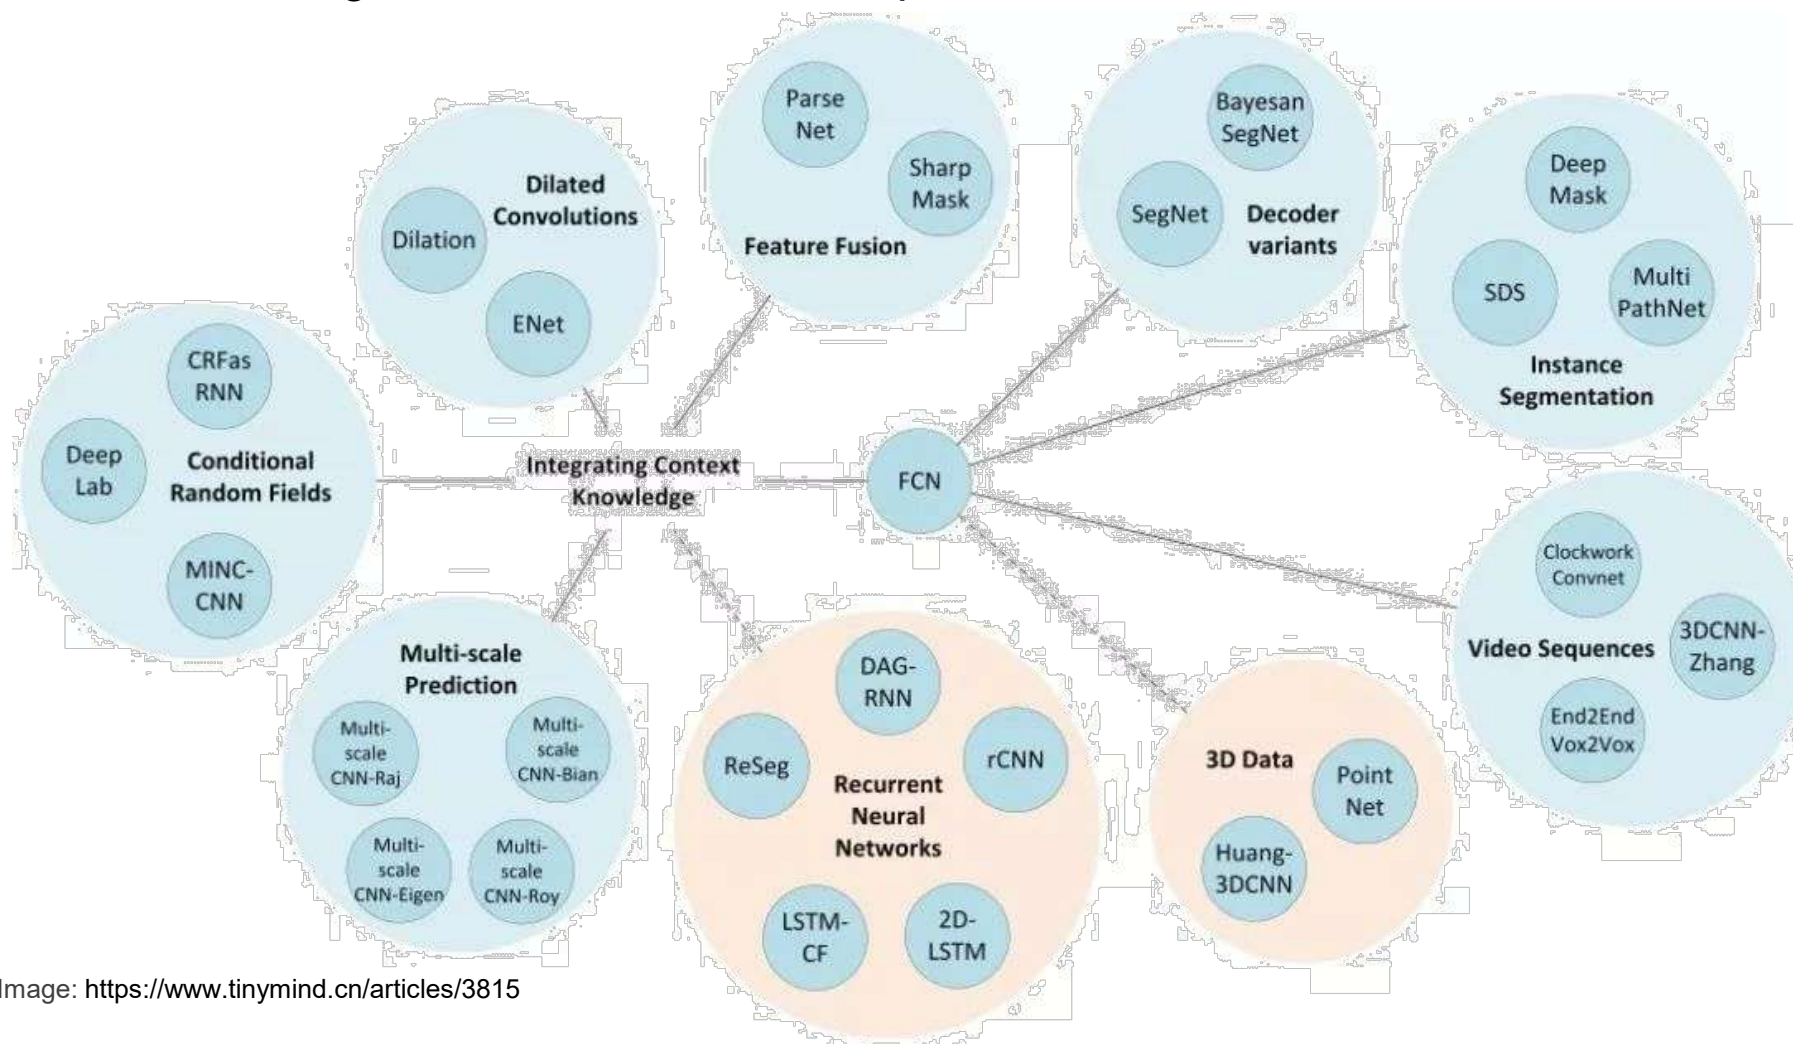 Parse
Net
Sharp
Mask
Feature Fusion
Bayesan
SegNet
SegNet
Decoder
variants
Deep
Mask
SDS
Multi
PathNet
Instance
Segmentation
Dilated
Convolutions
Dilation
ENet
CRFas
RNN
Deep
Lab
Conditional
Random Fields
MINC-
CNN
Integrating Context
Knowledge
FCN
Clockwork
Convnet
Video Sequences
3DCNN-
Zhang
End2End
Vox2Vox
Multi-scale
Prediction
Multi-
scale
CNN-Raj
Multi-
scale
CNN-Bian
Multi-
scale
CNN-Eigen
Multi-
scale
CNN-Roy
DAG-
RNN
ReSeg
rCNN
Recurrent
Neural
Networks
LSTM-
CF
2D-
LSTM
3D Data
Point
Net
Huang-
3DCNN
Image: https://www.tinymind.cn/articles/3815